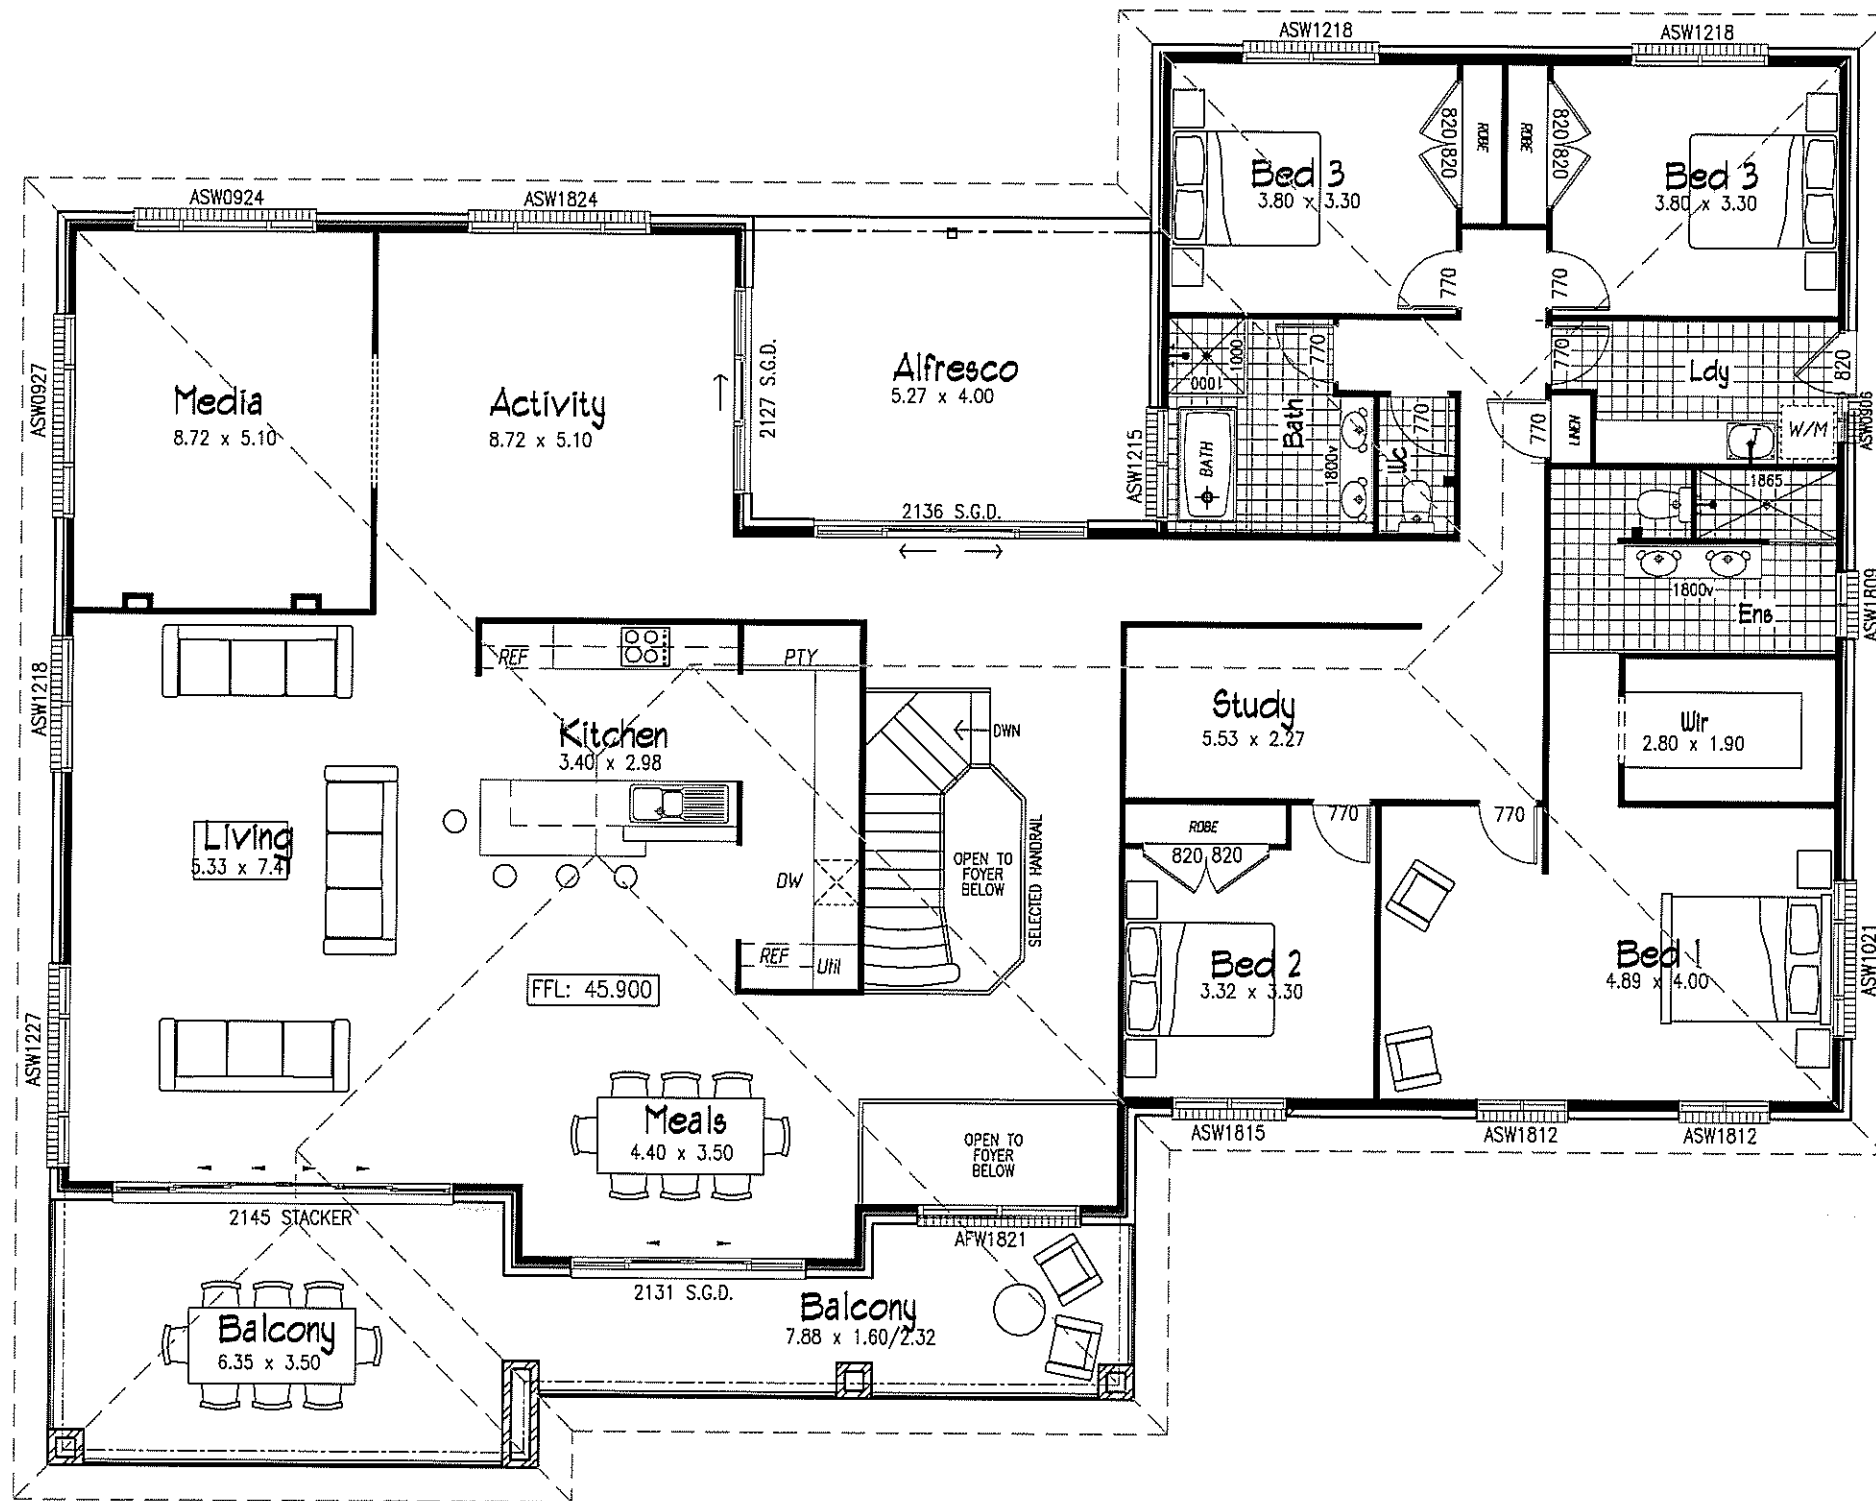 ASW1218
ASW1218
820 820
ROBE
ROBE
820 820
Bed 3
3.80 x 3.30
Bed 3
3.80 x 3.30
770
770
ASW0924
ASW1824
ASW0927
Media
8.72 x 5.10
Activity
8.72 x 5.10
2127 S.G.D.
Alfresco
5.27 x 4.00
2136 S.G.D.
ASW1215
1000
1000
770
Bath
BATH
1800v
770
Wc
770
770
LINEN
Ldy
820
W/M
ASW0906
1865
1800v
Ens
ASW1809
ASW1218
REF
PTY
Kitchen
3.40 x 2.98
DWN
Study
5.53 x 2.27
Wir
2.80 x 1.90
Living
5.33 x 7.41
DW
OPEN TO
FOYER
BELOW
SELECTED HANDRAIL
ROBE
820 820
770
770
REF
Util
FFL: 45.900
Bed 2
3.32 x 3.30
Bed 1
4.89 x 4.00
ASW1021
ASW1227
Meals
4.40 x 3.50
OPEN TO
FOYER
BELOW
ASW1815
ASW1812
ASW1812
2145 STACKER
AFW1821
2131 S.G.D.
Balcony
7.88 x 1.60/2.32
Balcony
6.35 x 3.50